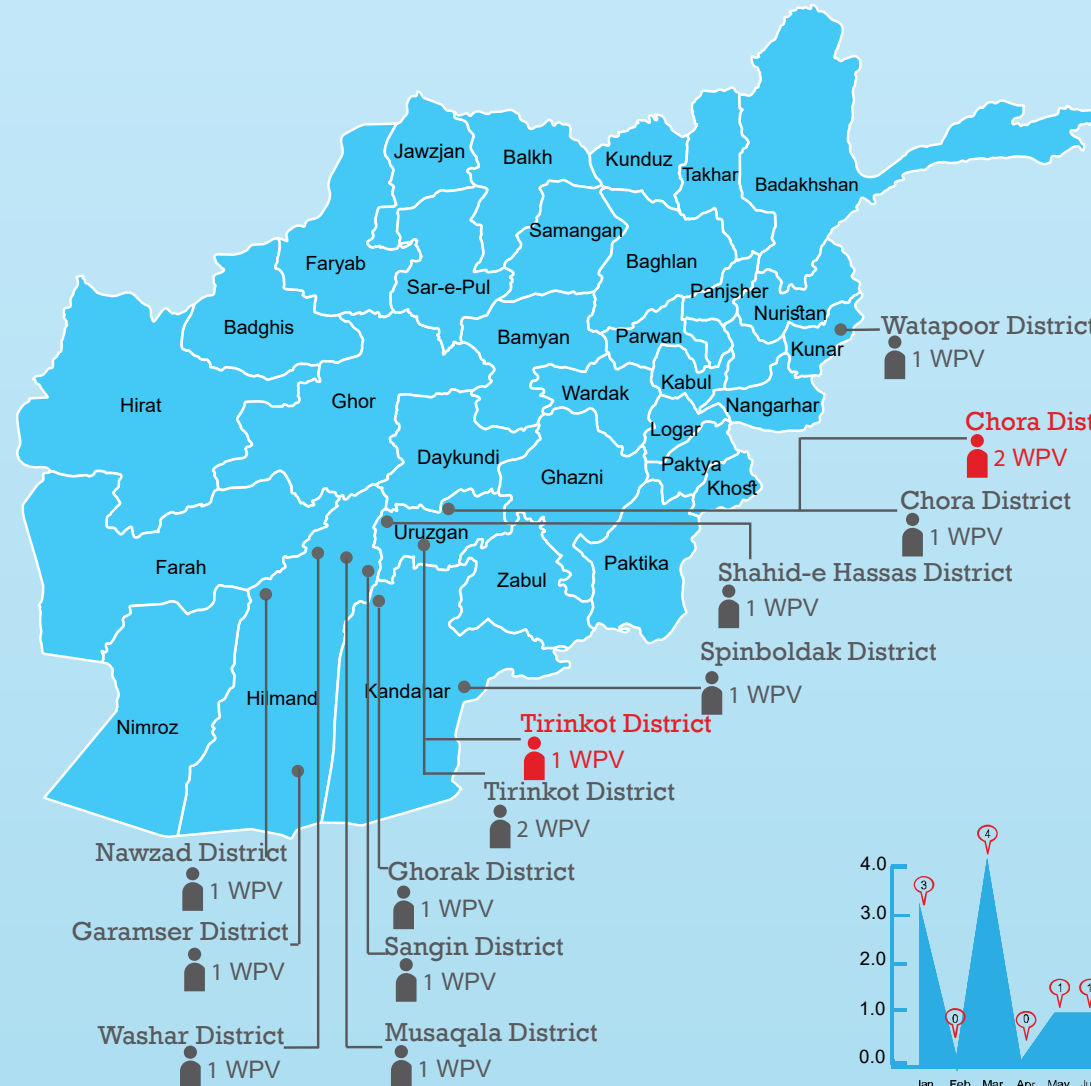 Jawzjan
Balkh
Kunduz
Takhar
Badakhshan
Samangan
Faryab
Baghlan
Sar-e-Pul
Panjsher
Nuristan
Badghis
Bamyan
Parwan
Kunar
Watapoor District
1 WPV
Kabul
Hirat
Ghor
Wardak
Nangarhar
Logar
Chora Dist
2 WPV
Daykundi
Ghazni
Paktya
Khost
Chora District
1 WPV
Uruzgan
Farah
Zabul
Paktika
Shahid-e Hassas District
1 WPV
Spinboldak District
1 WPV
Hilmand
Kandahar
Nimroz
Tirinkot District
1 WPV
Tirinkot District
2 WPV
Nawzad District
1 WPV
Ghorak District
1 WPV
Garamser District
1 WPV
Sangin District
1 WPV
Washar District
1 WPV
Musaqala District
1 WPV
4.0
3.0
2.0
1.0
0.0
3
0
4
0
1
Jan Feb Mar Apr May